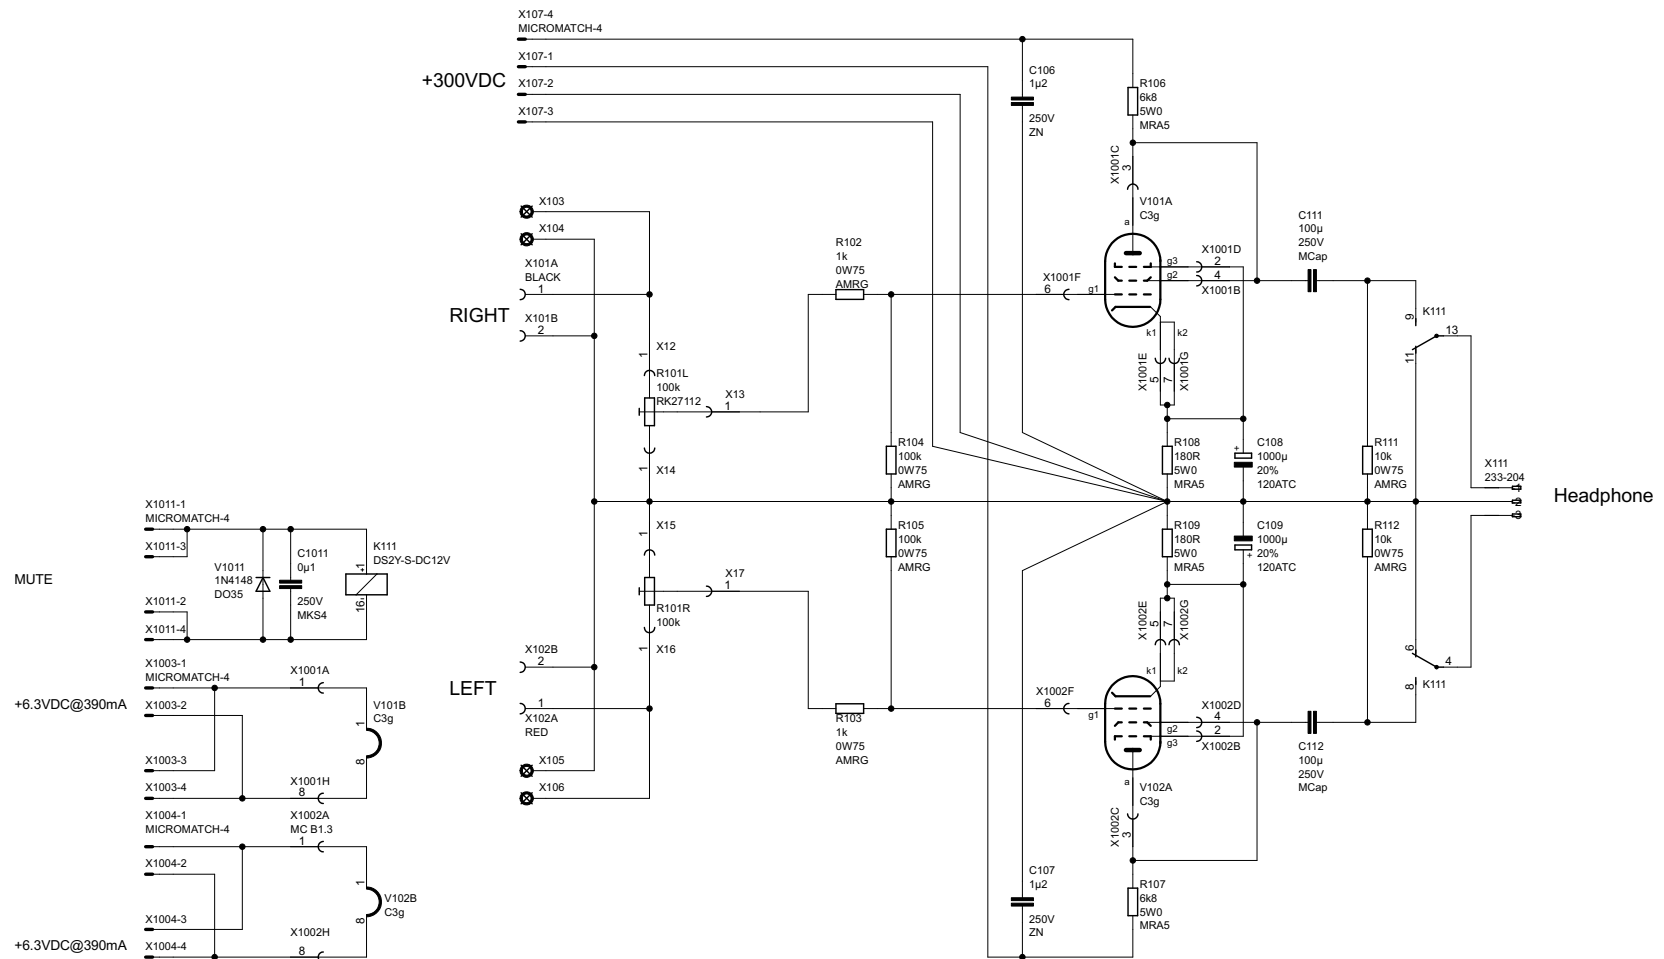 X107-4
MICROMATCH-4
X107-1
+300VDC
X107-2
X107-3
C106
1µ2
250V
ZN
R106
6k8
5W0
MRA5
X1001C
3
V101A
C3g
a
X103
X104
X101A
BLACK
1
RIGHT
X101B
2
X12
1
R101L
100k
RK27112
X13
1
X14
1
R102
1k
0W75
AMRG
X1001F
6
g1
g3
g2
X1001D
2
4
X1001B
k1
k2
X1001E
5
7
X1001G
C111
100µ
250V
MCap
9
K111
13
11
R104
100k
0W75
AMRG
R108
180R
5W0
MRA5
+
C108
1000µ
20%
120ATC
R111
10k
0W75
AMRG
X111
233-204
1
2
3
Headphone
X15
1
R105
100k
0W75
AMRG
R109
180R
5W0
MRA5
C109
1000µ
20%
120ATC
+
R112
10k
0W75
AMRG
X1011-1
MICROMATCH-4
X1011-3
MUTE
X1011-2
X1011-4
V1011
1N4148
DO35
C1011
0µ1
250V
MKS4
K111
DS2Y-S-DC12V
+1
16-
X17
1
R101R
100k
X16
1
X102B
2
LEFT
1
X102A
RED
X105
X106
R103
1k
0W75
AMRG
X1002E
5
7
X1002G
k1
k2
X1002F
6
g1
g2
g3
X1002D
4
2
X1002B
a
V102A
C3g
X1002C
3
C112
100µ
250V
MCap
6
4
8
K111
C107
1µ2
250V
ZN
R107
6k8
5W0
MRA5
X1003-1
MICROMATCH-4
+6.3VDC@390mA
X1003-2
X1003-3
X1003-4
X1001A
1
V101B
C3g
1
8
X1001H
8
X1004-1
MICROMATCH-4
X1004-2
X1004-3
+6.3VDC@390mA
X1004-4
X1002A
MC B1.3
1
1
V102B
C3g
8
X1002H
8